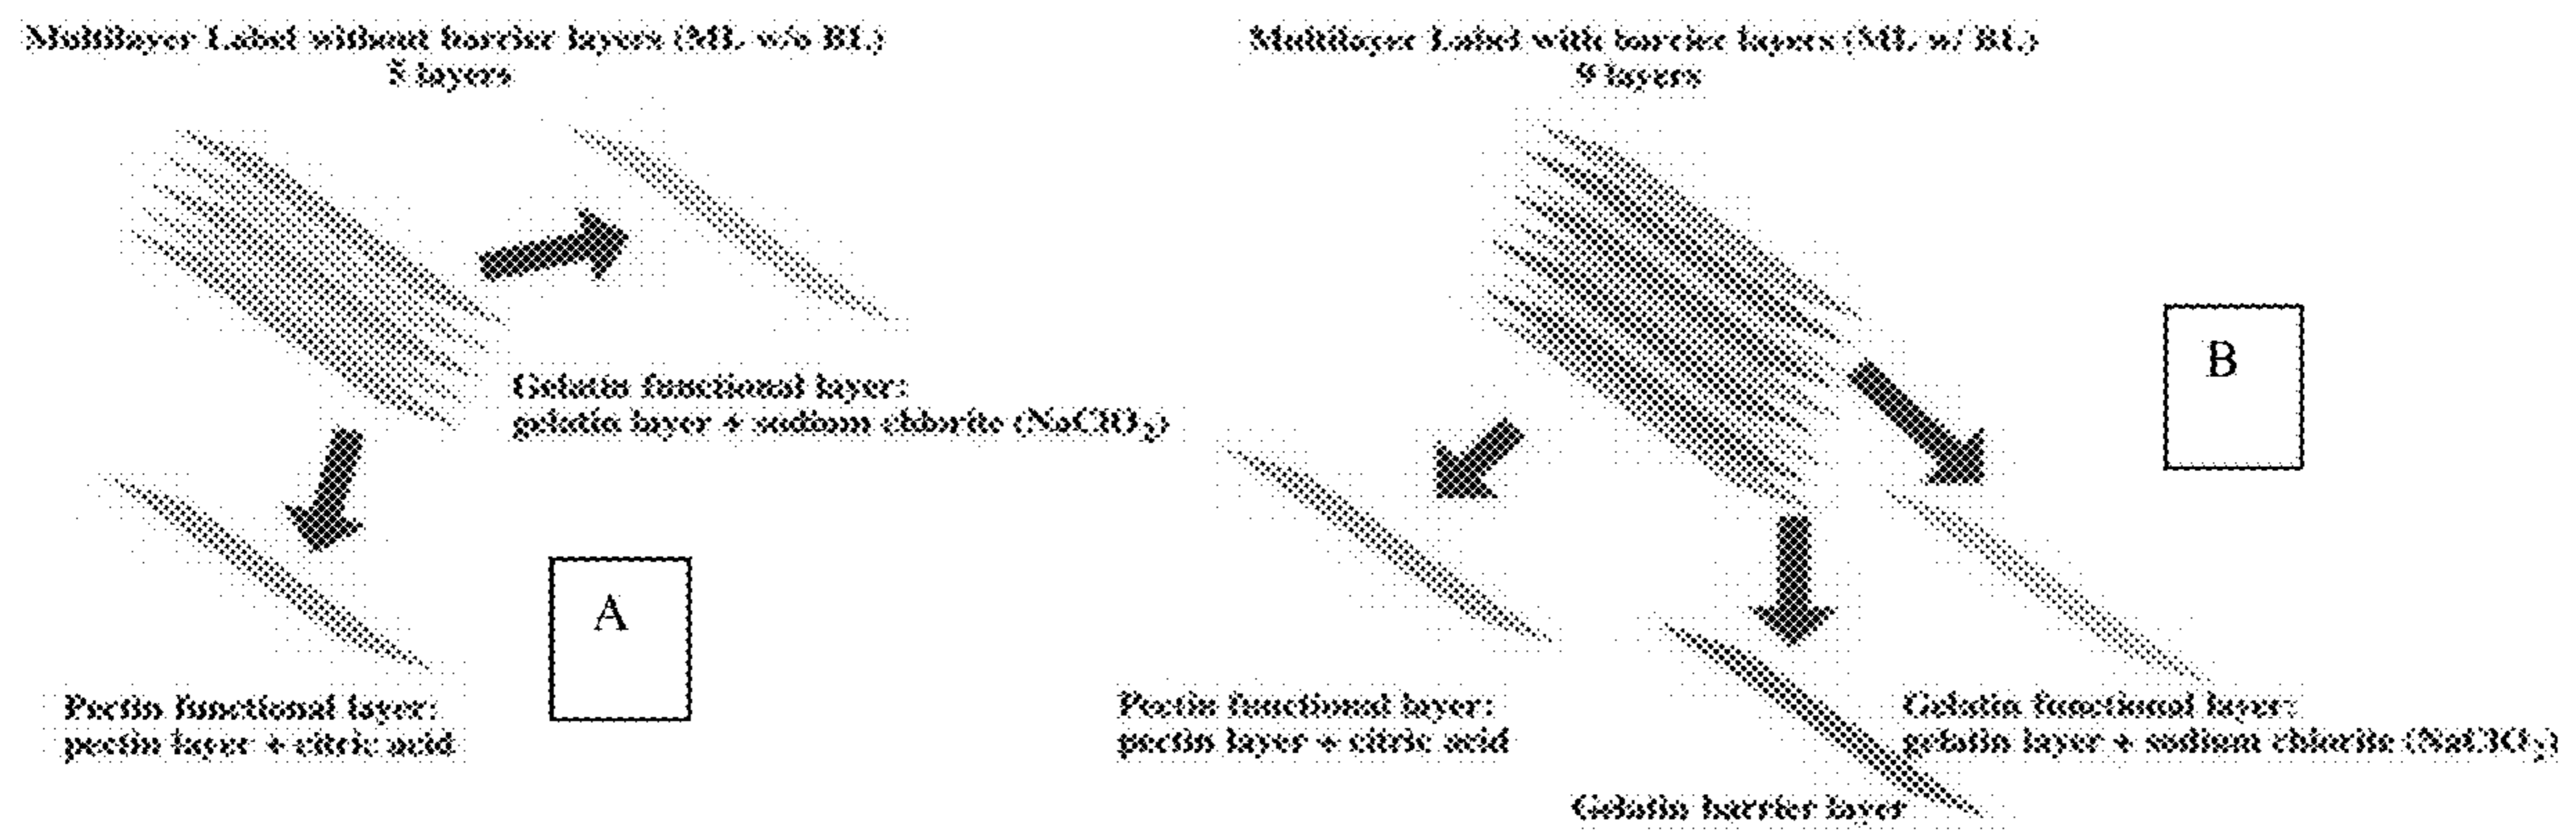 Multilayer Label without barrier layers (ML w/o BL)
5 layers
Gelatin functional layer:
gelatin layer + sodium chlorite (NaClO₂)
Pectin functional layer:
pectin layer + citric acid
A
Multilayer Label with barrier layers (ML w/ BL)
9 layers
B
Pectin functional layer:
pectin layer + citric acid
Gelatin functional layer:
gelatin layer + sodium chlorite (NaClO₂)
Gelatin barrier layer